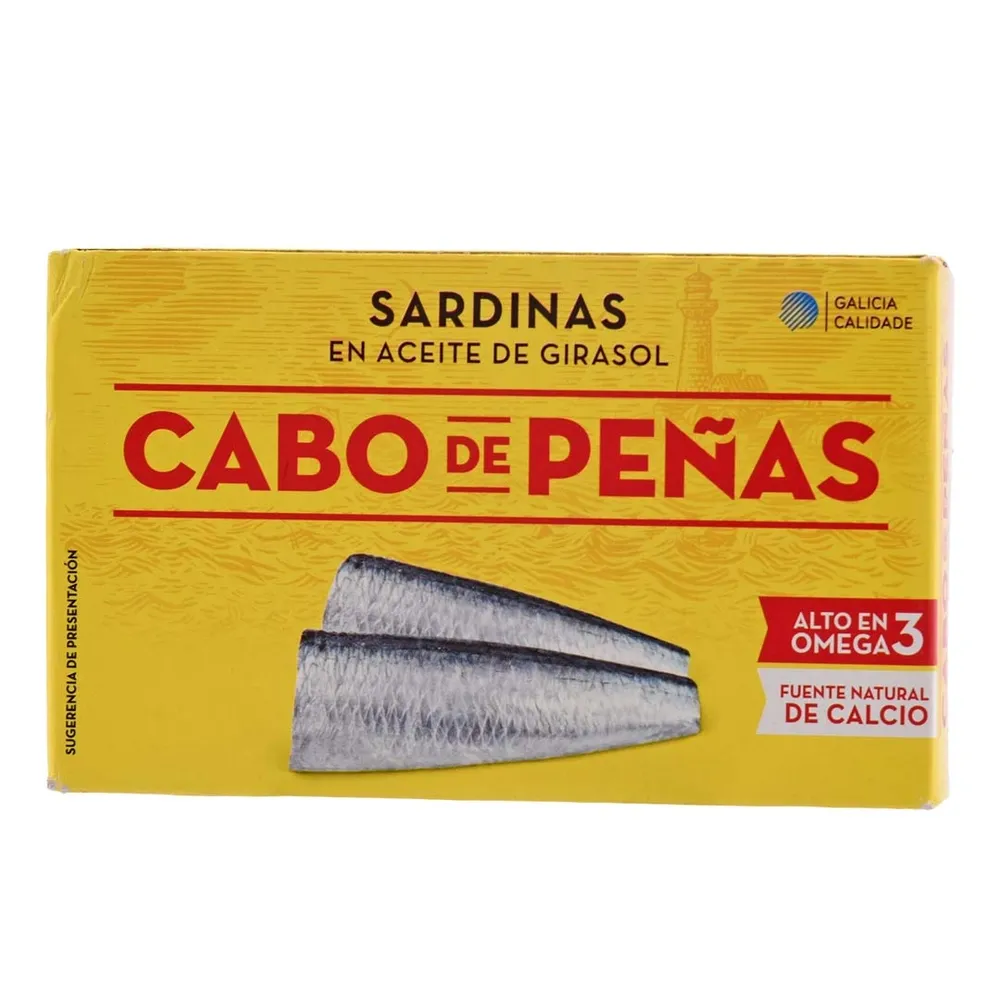 SARDINAS
EN ACEITE DE GIRASOL
GALICIA
CALIDADE
CABO DE PEÑAS
SUGERENCIA DE PRESENTACIÓN
ALTO EN
OMEGA 3
FUENTE NATURAL
DE CALCIO